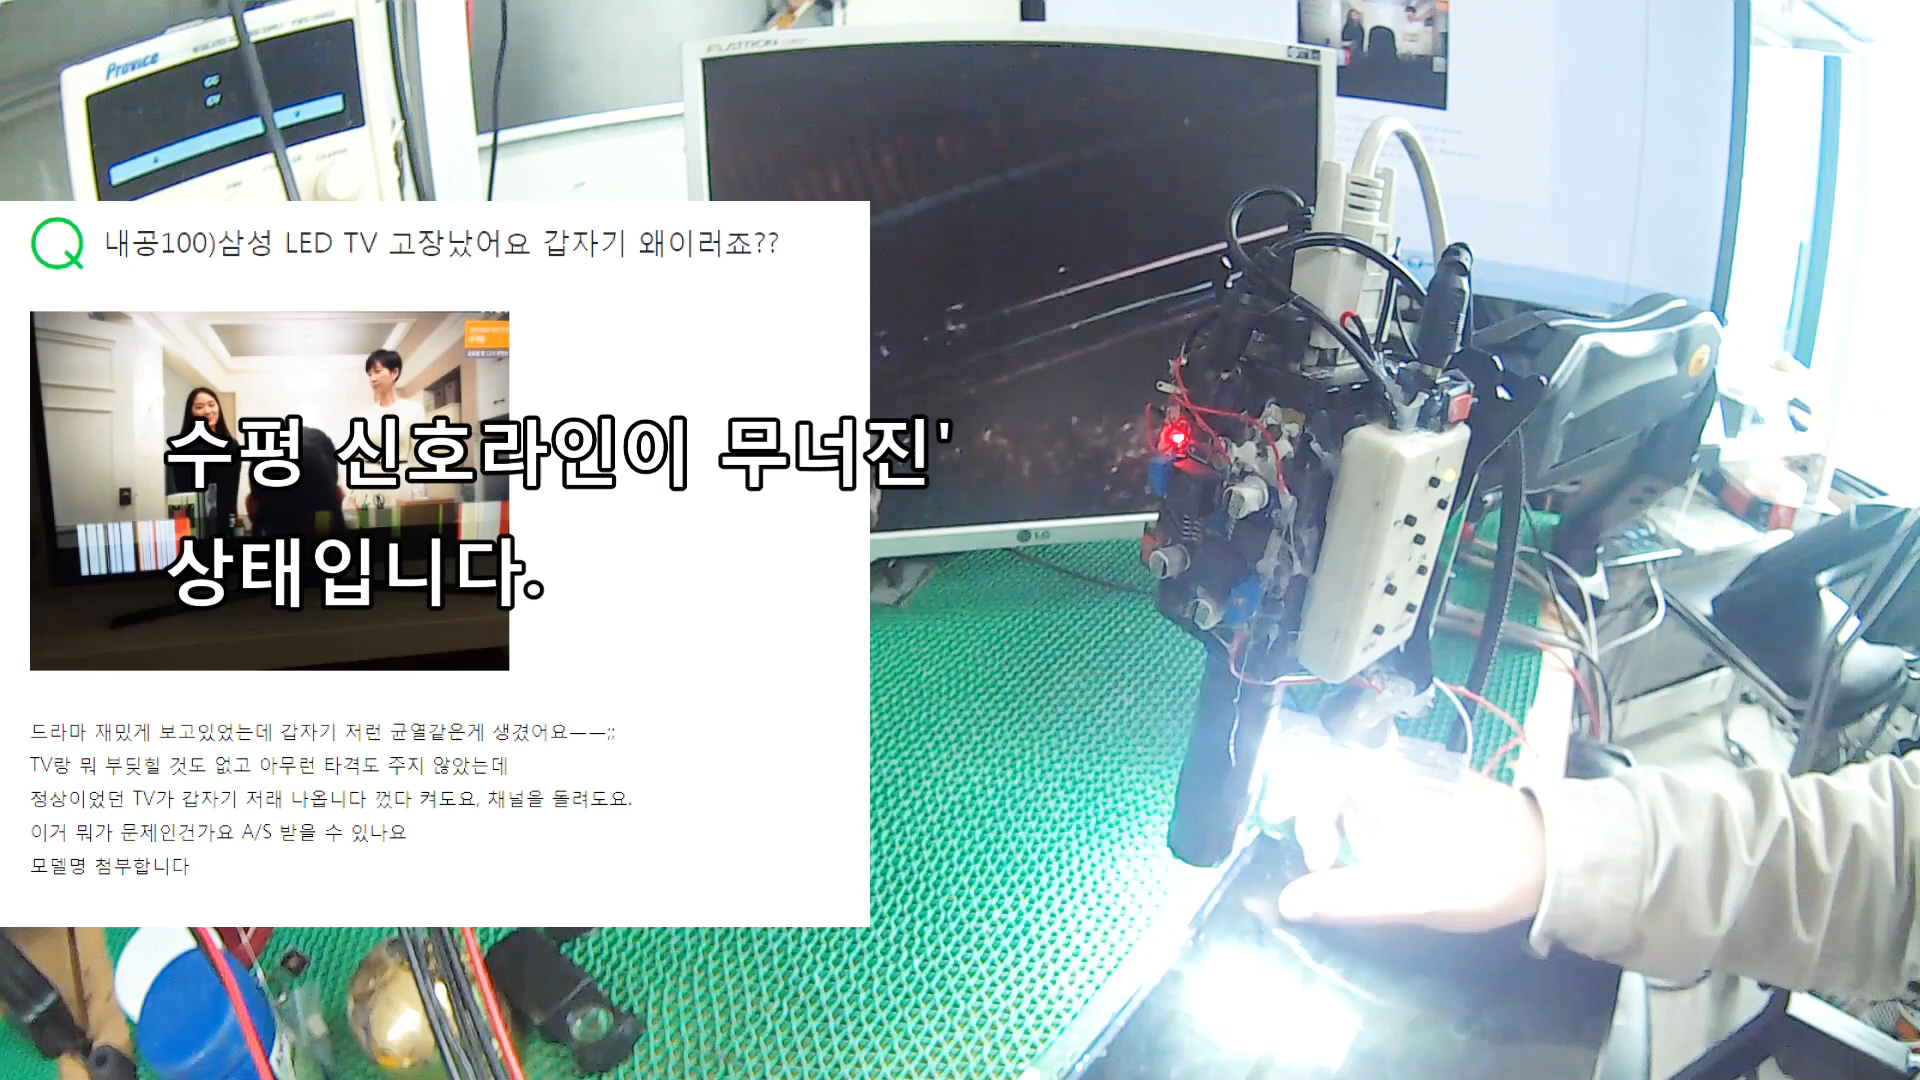 Provice
CC
CV
FLATRON
내공100)삼성 LED TV 고장났어요 갑자기 왜이러죠??
수평 신호라인이 무너진'
상태입니다.
LG
드라마 재밌게 보고있었는데 갑자기 저런 균열같은게 생겼어요ㅡㅡ;;
TV랑 뭐 부딪힐 것도 없고 아무런 타격도 주지 않았는데
정상이었던 TV가 갑자기 저래 나옵니다 껐다 켜도요, 채널을 돌려도요.
이거 뭐가 문제인건가요 A/S 받을 수 있나요
모델명 첨부합니다